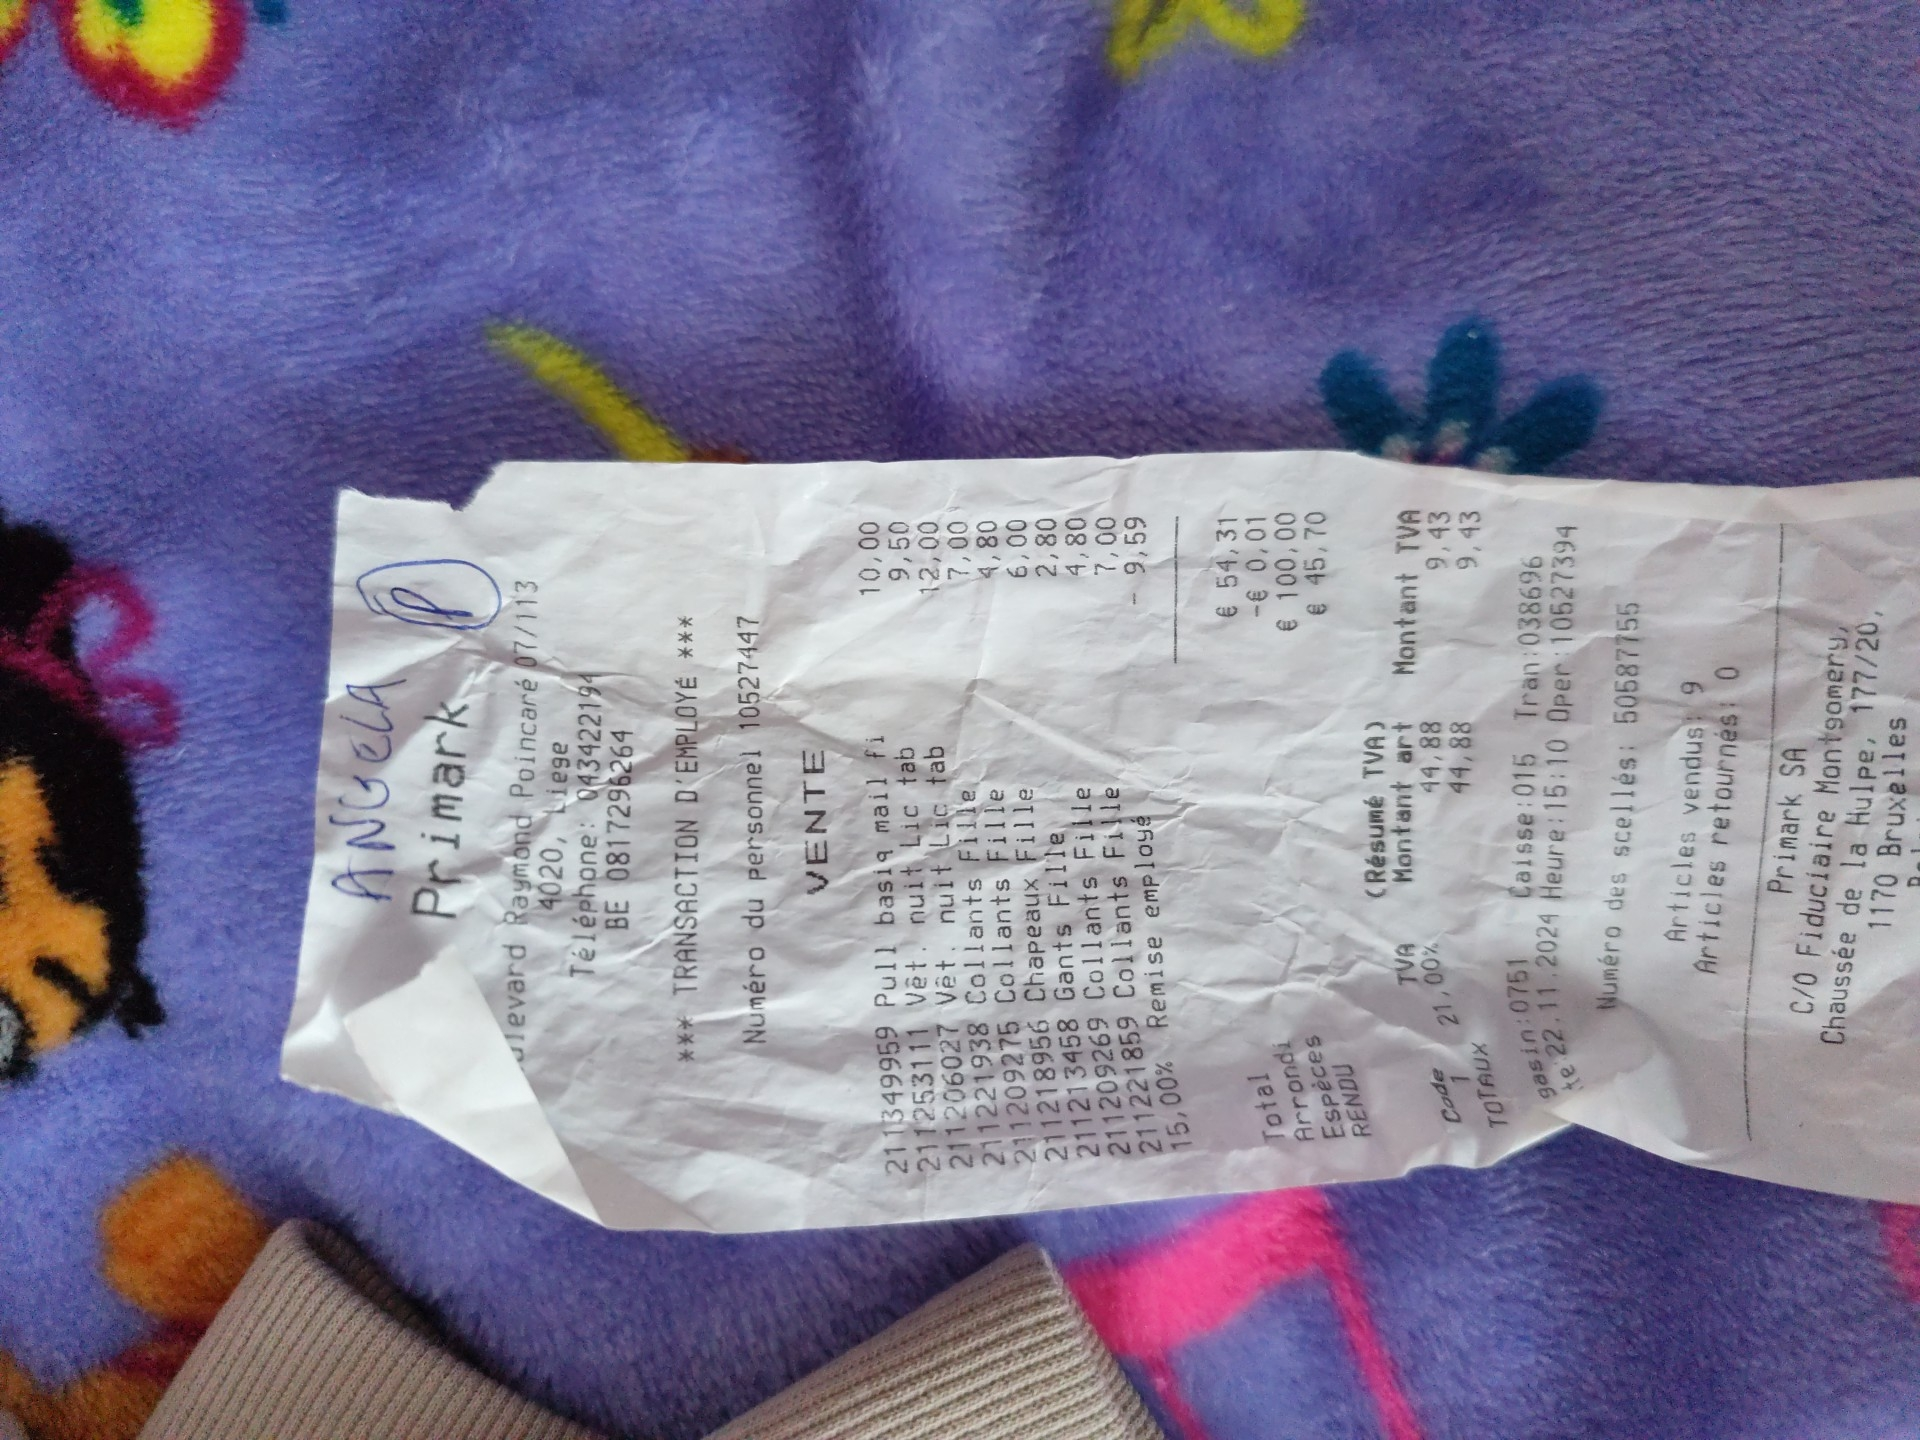 ANGELA P
Primark
ulevard Raymond Poincaré 07/113
4020, Liege
Téléphone: 043422194
BE 0817296264
*** TRANSACTION D'EMPLOYÉ ***
Numéro du personnel 10527447
VENTE
211349959 Pull basiq mail fi 10,00
211253111 Vêt. nuit Lic tab 9,50
211206027 Vêt. nuit Lic tab 12,00
211221938 Collants Fille 7,00
211209275 Collants Fille 4,80
211218956 Chapeaux Fille 6,00
211213458 Gants Fille 2,80
211209269 Collants Fille 4,80
211221859 Collants Fille 7,00
15,00% Remise employé - 9,59
Total € 54,31
Arrondi -€ 0,01
Espèces € 100,00
RENDU € 45,70
(Résumé TVA)
Code TVA Montant art Montant TVA
1 21,00% 44,88 9,43
TOTAUX 44,88 9,43
gasin:0751 Caisse:015 Tran:038696
te 22.11.2024 Heure:15:10 Oper:10527394
Numéro des scellés: 50587755
Articles vendus: 9
Articles retournés: 0
Primark SA
C/O Fiduciaire Montgomery,
Chaussée de la Hulpe, 177/20,
1170 Bruxelles